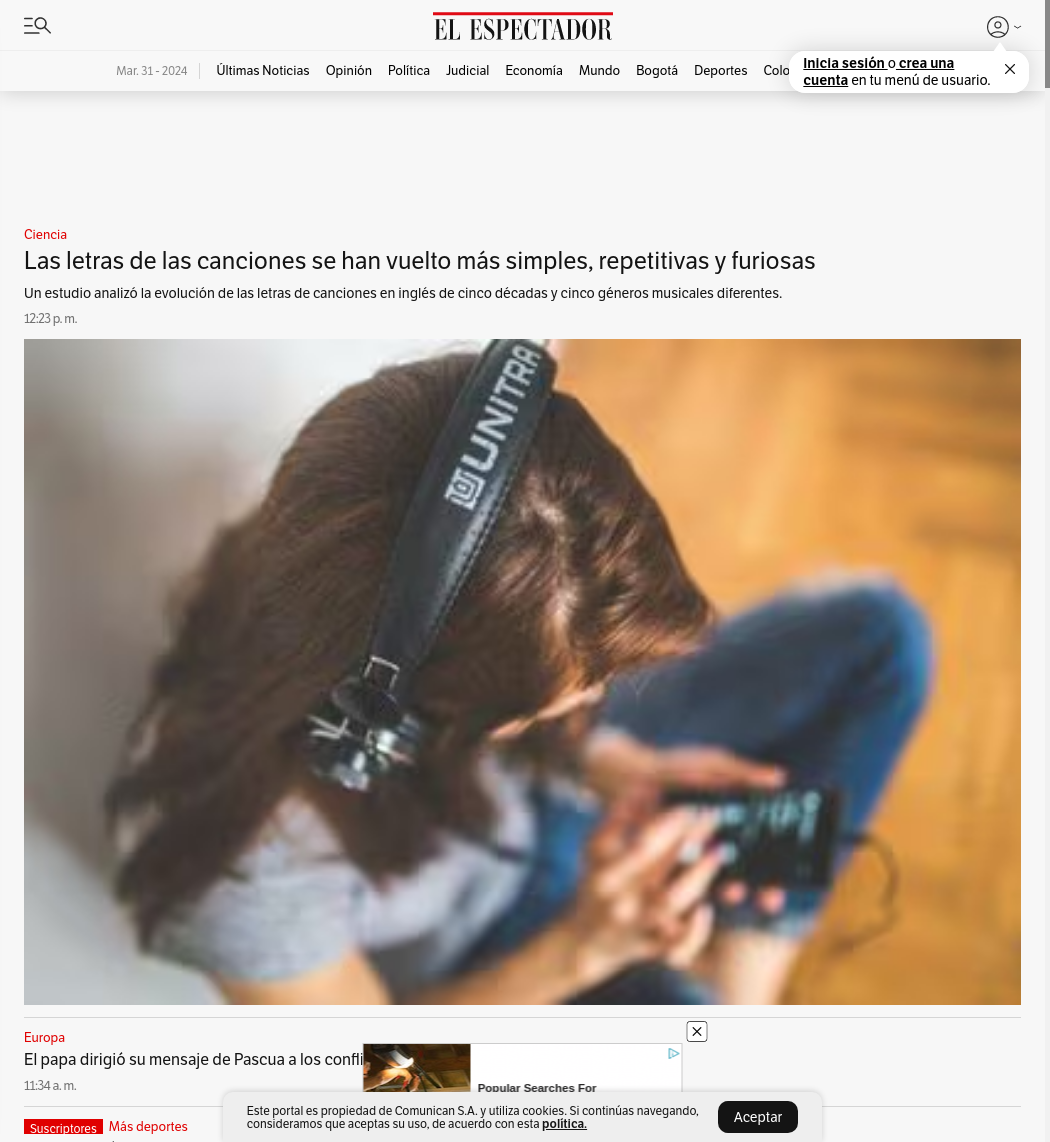 EL ESPECTADOR
Mar. 31 - 2024 Últimas Noticias Opinión Política Judicial Economía Mundo Bogotá Deportes Colo
Inicia sesión o crea una
cuenta en tu menú de usuario.
Ciencia
Las letras de las canciones se han vuelto más simples, repetitivas y furiosas
Un estudio analizó la evolución de las letras de canciones en inglés de cinco décadas y cinco géneros musicales diferentes.
12:23 p. m.
UNITRA
Europa
El papa dirigió su mensaje de Pascua a los confli
11:34 a. m.
Popular Searches For
Suscriptores Más deportes
Este portal es propiedad de Comunican S.A. y utiliza cookies. Si continúas navegando,
consideramos que aceptas su uso, de acuerdo con esta política.
Aceptar